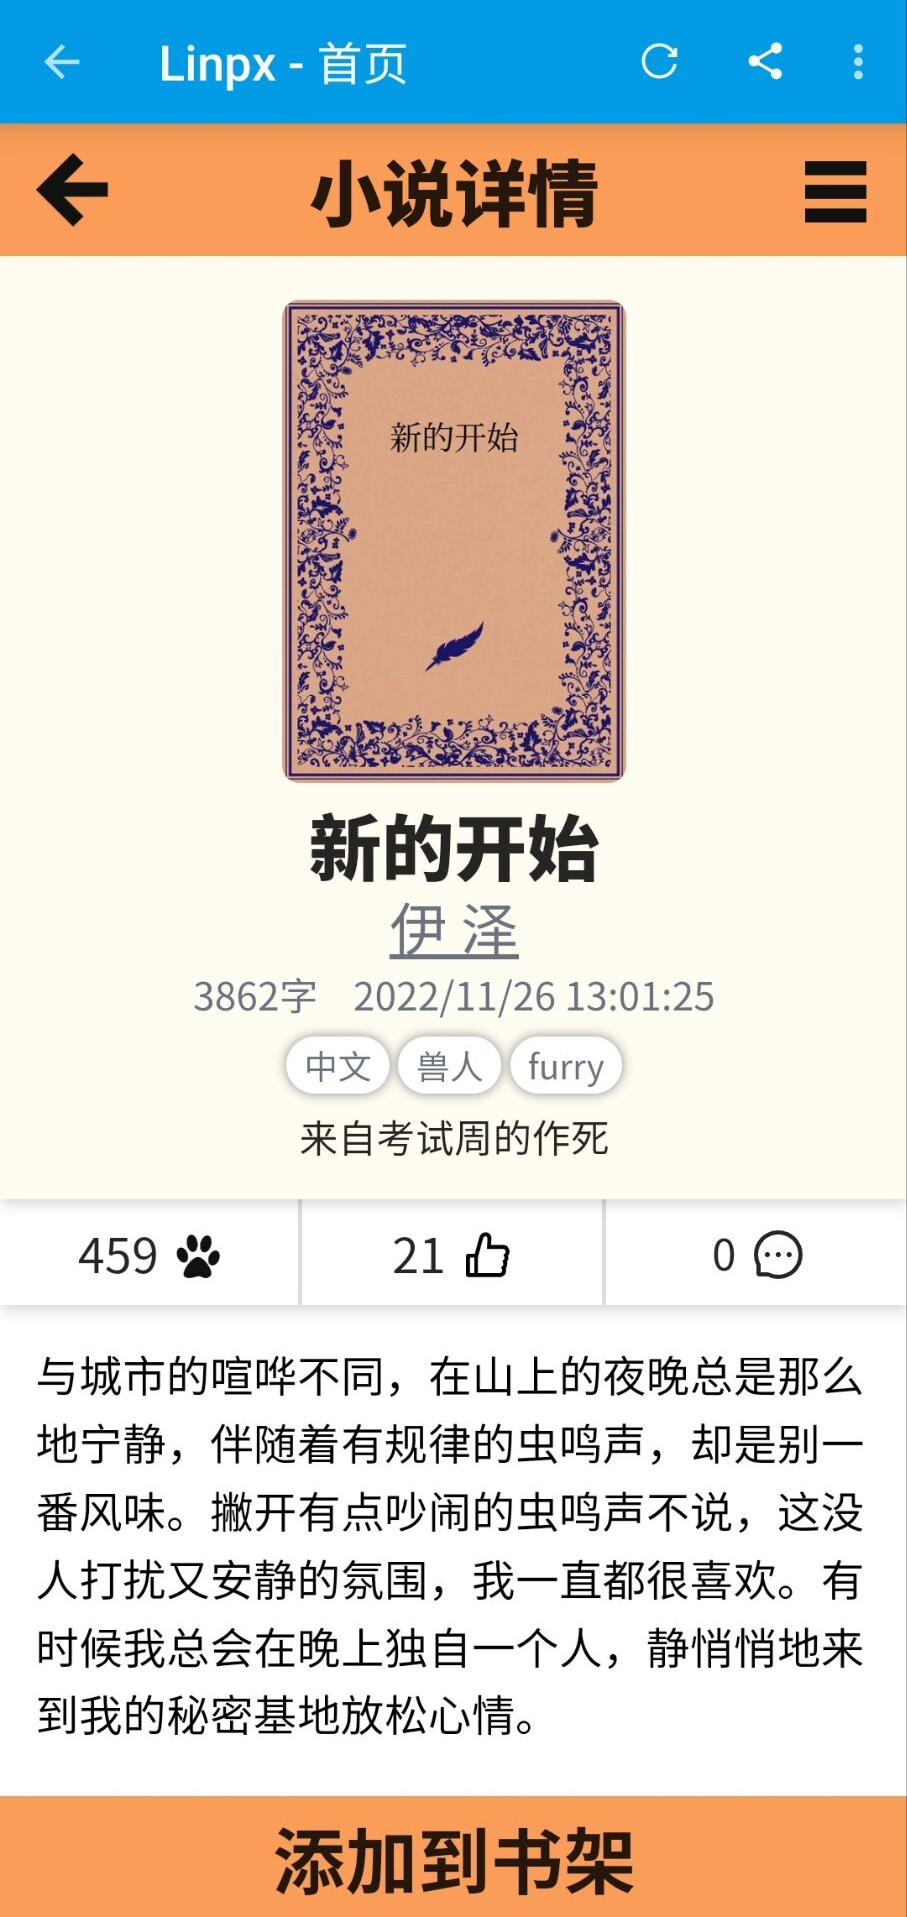 Linpx - 首页
小说详情
新的开始
新的开始
伊 泽
3862字 2022/11/26 13:01:25
中文 兽人 furry
来自考试周的作死
459 21 0
与城市的喧哗不同，在山上的夜晚总是那么
地宁静，伴随着有规律的虫鸣声，却是别一
番风味。撇开有点吵闹的虫鸣声不说，这没
人打扰又安静的氛围，我一直都很喜欢。有
时候我总会在晚上独自一个人，静悄悄地来
到我的秘密基地放松心情。
添加到书架